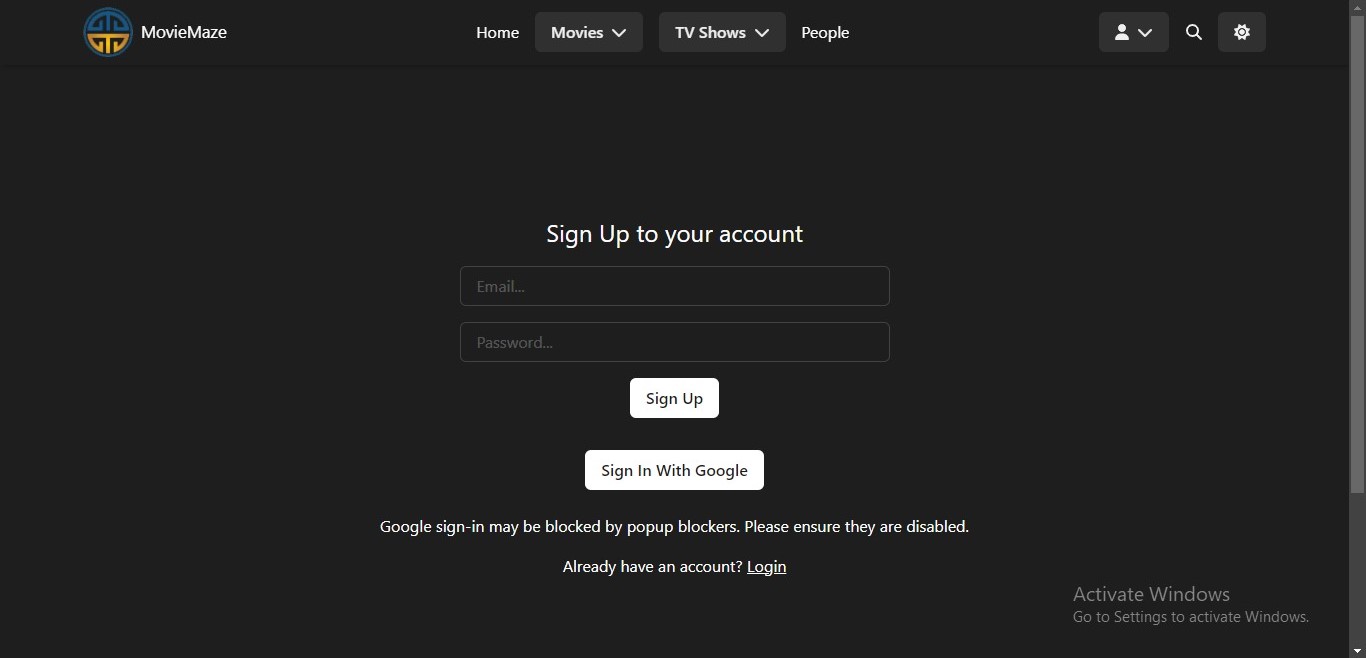 MovieMaze
Home
Movies
TV Shows
People
Sign Up to your account
Email...
Password...
Sign Up
Sign In With Google
Google sign-in may be blocked by popup blockers. Please ensure they are disabled.
Already have an account? Login
Activate Windows
Go to Settings to activate Windows.